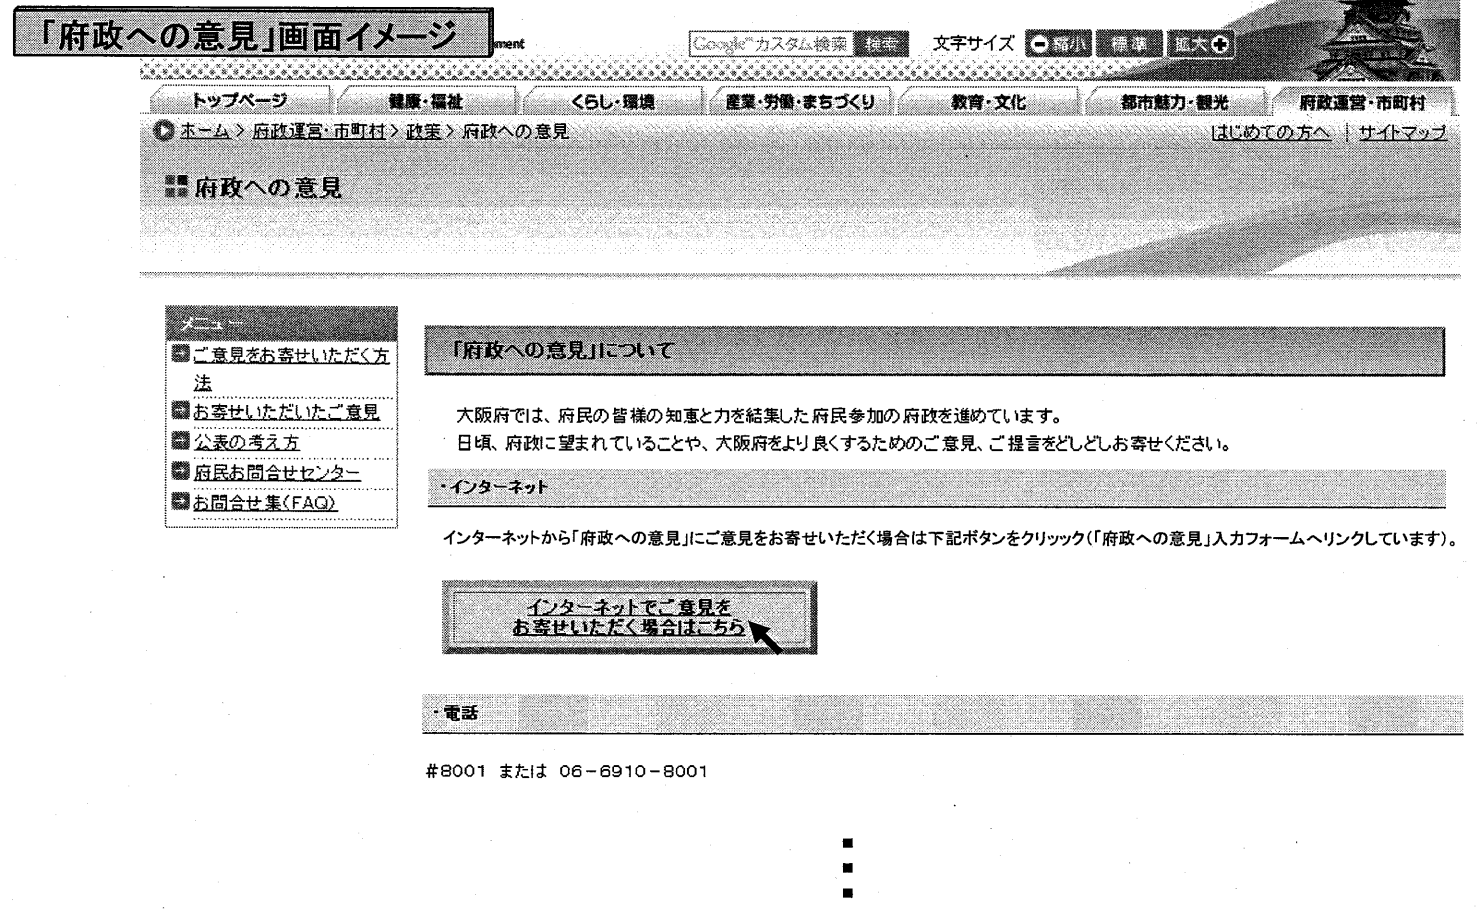 「府政への意見」画面イメージ
ment
Google™カスタム検索 検索 文字サイズ 縮小 標準 拡大
トップページ 健康・福祉 くらし・環境 産業・労働・まちづくり 教育・文化 都市魅力・観光 府政運営・市町村
ホーム > 府政運営・市町村 > 政策 > 府政への意見 はじめての方へ | サイトマップ
府政への意見
メニュー
ご意見をお寄せいただく方
法
お寄せいただいたご意見
公表の考え方
府民お問合せセンター
お問合せ集(FAQ)
「府政への意見」について
大阪府では、府民の皆様の知恵と力を結集した府民参加の府政を進めています。
日頃、府政に望まれていることや、大阪府をより良くするためのご意見、ご提言をどしどしお寄せください。
・インターネット
インターネットから「府政への意見」にご意見をお寄せいただく場合は下記ボタンをクリッック(「府政への意見」入力フォームへリンクしています)。
インターネットでご意見を
お寄せいただく場合はこちら
・電話
#8001 または 06-6910-8001